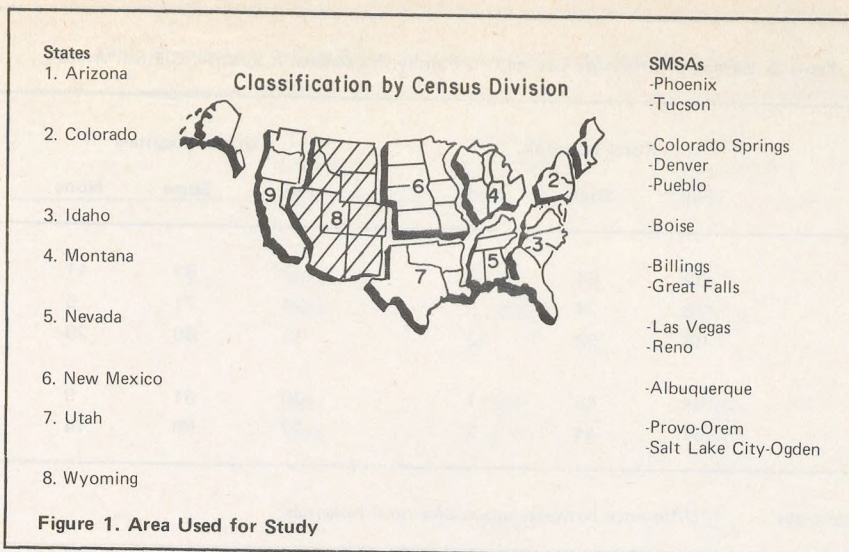 States
1. Arizona
2. Colorado
3. Idaho
4. Montana
5. Nevada
6. New Mexico
7. Utah
8. Wyoming
Classification by Census Division
1
2
3
4
5
6
7
8
9
SMSAs
-Phoenix
-Tucson
-Colorado Springs
-Denver
-Pueblo
-Boise
-Billings
-Great Falls
-Las Vegas
-Reno
-Albuquerque
-Provo-Orem
-Salt Lake City-Ogden
Figure 1. Area Used for Study